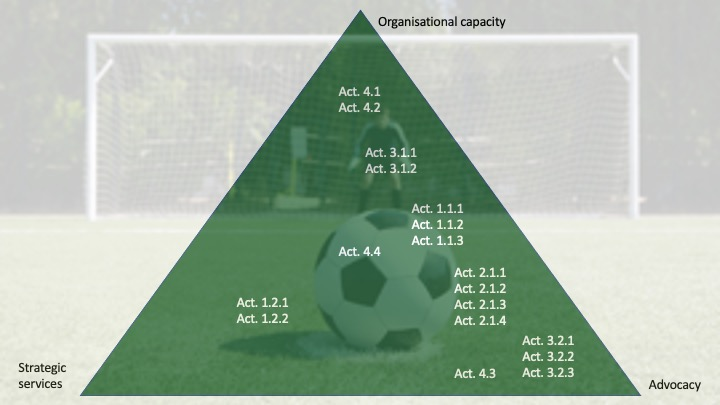 Organisational capacity
Act. 4.1
Act. 4.2
Act. 3.1.1
Act. 3.1.2
Act. 1.1.1
Act. 1.1.2
Act. 1.1.3
Act. 4.4
Act. 2.1.1
Act. 2.1.2
Act. 2.1.3
Act. 2.1.4
Act. 1.2.1
Act. 1.2.2
Act. 3.2.1
Act. 3.2.2
Act. 3.2.3
Act. 4.3
Strategic
services
Advocacy